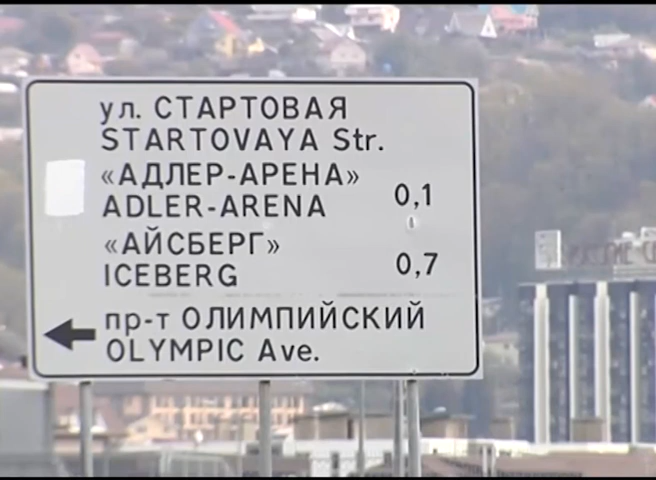 ул. СТАРТОВАЯ
STARTOVAYA Str.
«АДЛЕР-АРЕНА»
ADLER-ARENA 0,1
«АЙСБЕРГ»
ICEBERG 0,7
пр-т ОЛИМПИЙСКИЙ
OLYMPIC Ave.